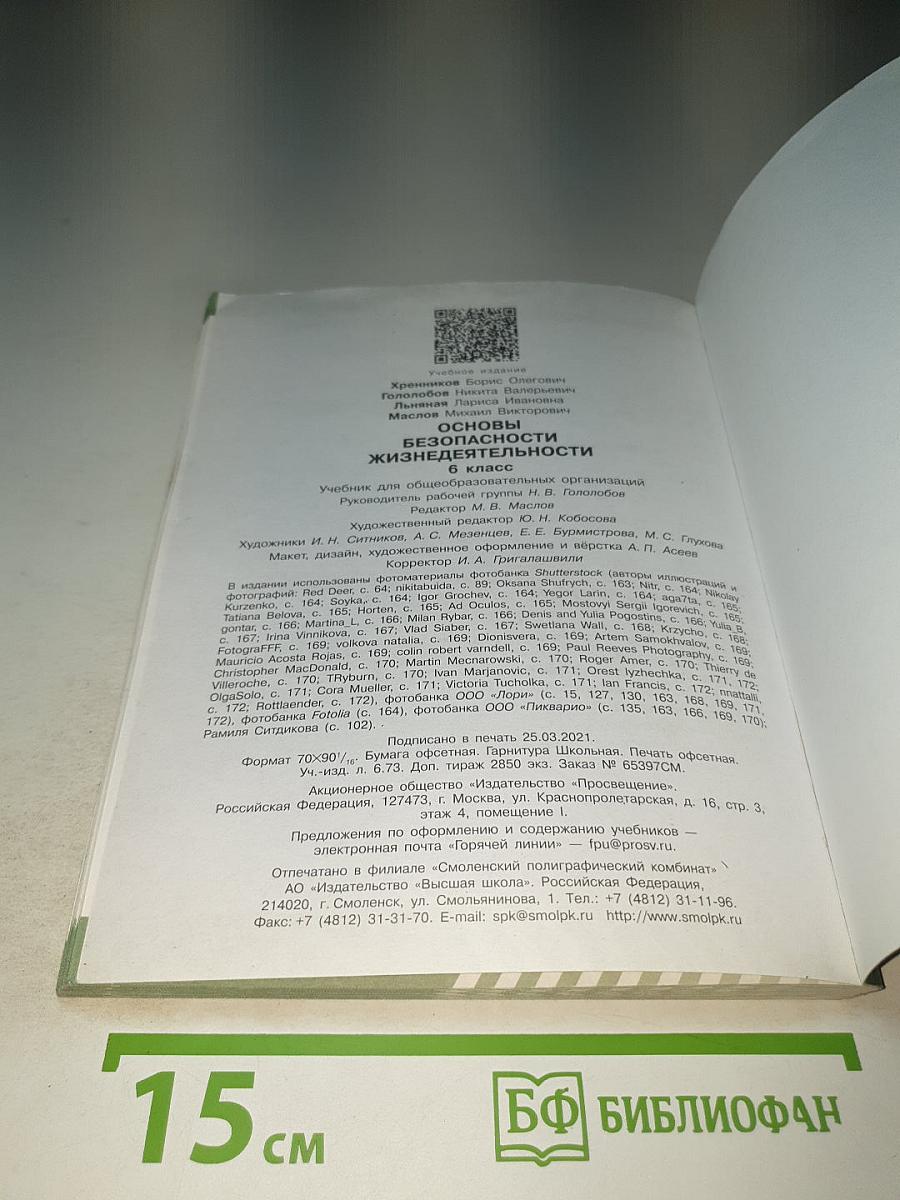 Учебное издание
Хренников Борис Олегович
Гололобов Никита Валерьевич
Льняная Лариса Ивановна
Маслов Михаил Викторович
ОСНОВЫ
БЕЗОПАСНОСТИ
ЖИЗНЕДЕЯТЕЛЬНОСТИ
6 класс
Учебник для общеобразовательных организаций
Руководитель рабочей группы Н. В. Гололобов
Редактор М. В. Маслов
Художественный редактор Ю. Н. Кобосова
Художники И. Н. Ситников, А. С. Мезенцев, Е. Е. Бурмистрова, М. С. Глухова
Макет, дизайн, художественное оформление и вёрстка А. П. Асеев
Корректор И. А. Григалашвили
В издании использованы фотоматериалы фотобанка Shutterstock (авторы иллюстраций и
фотографий: Red Deer, с. 64; nikitabuida, с. 89; Oksana Shufrych, с. 163; Nitr, с. 164; Nikolay
Kurzenko, с. 164; Soyka, с. 164; Igor Grochev, с. 164; Yegor Larin, с. 164; aga7ta, с. 165;
Tatiana Belova, с. 165; Horten, с. 165; Ad Oculos, с. 165; Mostovyi Sergii Igorevich, с. 165;
gontar, с. 166; Martina_L, с. 166; Milan Rybar, с. 166; Denis and Yulia Pogostins, с. 166; Yulia_B,
с. 167; Irina Vinnikova, с. 167; Vlad Siaber, с. 167; Swetlana Wall, с. 168; Krzycho, с. 168;
FotograFFF, с. 169; volkova natalia, с. 169; Dionisvera, с. 169; Artem Samokhvalov, с. 169;
Mauricio Acosta Rojas, с. 169; colin robert varndell, с. 169; Paul Reeves Photography, с. 169;
Christopher MacDonald, с. 170; Martin Mecnarowski, с. 170; Roger Amer, с. 170; Thierry de
Villeroche, с. 170; TRyburn, с. 170; Ivan Marjanovic, с. 171; Orest lyzhechka, с. 171, 172;
OlgaSolo, с. 171; Cora Mueller, с. 171; Victoria Tucholka, с. 171; Ian Francis, с. 172; nnattalli,
с. 172; Rottlaender, с. 172), фотобанка ООО «Лори» (с. 15, 127, 130, 163, 168, 169, 171,
172), фотобанка Fotolia (с. 164), фотобанка ООО «Пикварио» (с. 135, 163, 166, 169, 170);
Рамиля Ситдикова (с. 102).
Подписано в печать 25.03.2021.
Формат 70×90¹/₁₆. Бумага офсетная. Гарнитура Школьная. Печать офсетная.
Уч.-изд. л. 6.73. Доп. тираж 2850 экз. Заказ № 65397СМ.
Акционерное общество «Издательство «Просвещение».
Российская Федерация, 127473, г. Москва, ул. Краснопролетарская, д. 16, стр. 3,
этаж 4, помещение I.
Предложения по оформлению и содержанию учебников —
электронная почта «Горячей линии» — fpu@prosv.ru.
Отпечатано в филиале «Смоленский полиграфический комбинат»
АО «Издательство «Высшая школа». Российская Федерация,
214020, г. Смоленск, ул. Смольянинова, 1. Тел.: +7 (4812) 31-11-96.
Факс: +7 (4812) 31-31-70. E-mail: spk@smolpk.ru http://www.smolpk.ru
15 см
БФ БИБЛИОФАН